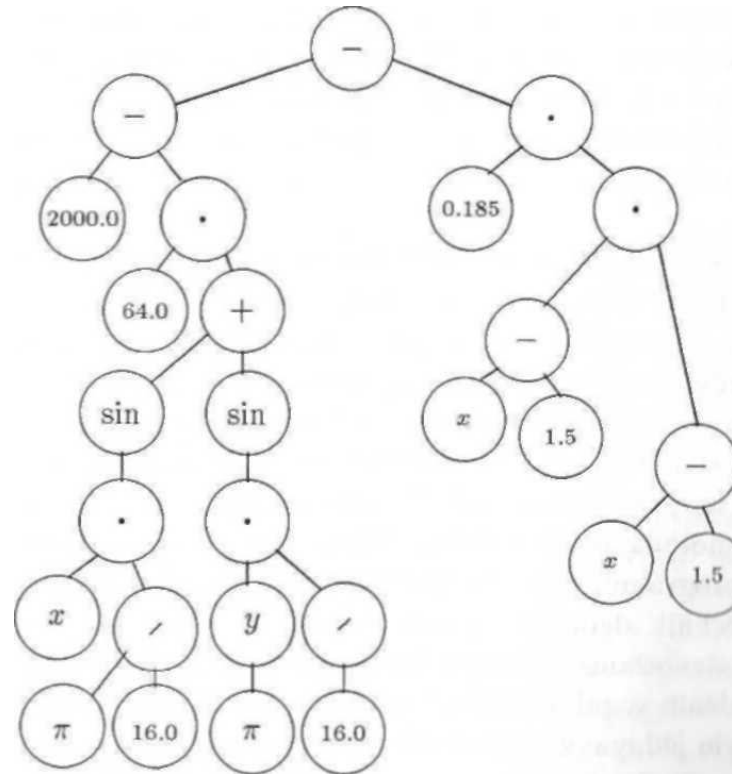 −
− ·
2000.0 · 0.185 ·
64.0 + −
sin sin x 1.5
−
· · x 1.5
x / y /
π 16.0 π 16.0